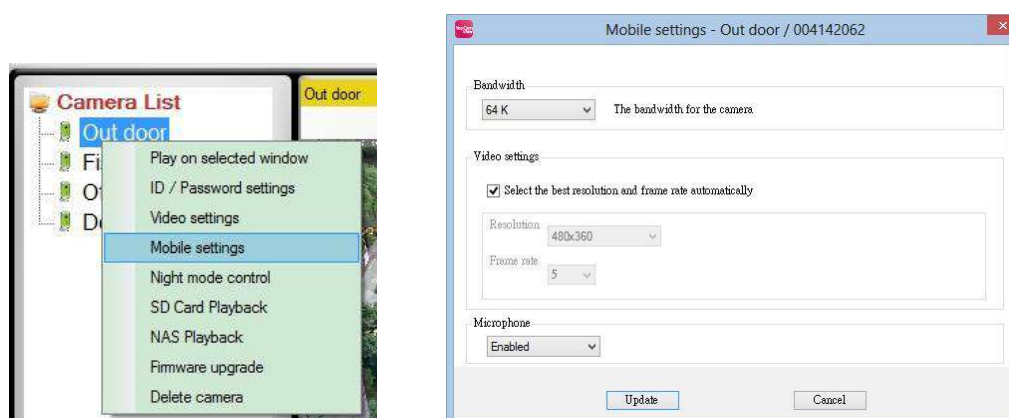 Camera List
Out door
Out door
Fi
Ot
De
Play on selected window
ID / Password settings
Video settings
Mobile settings
Night mode control
SD Card Playback
NAS Playback
Firmware upgrade
Delete camera
Mobile settings - Out door / 004142062
Bandwidth
64 K The bandwidth for the camera
Video settings
Select the best resolution and frame rate automatically
Resolution
480x360
Frame rate
5
Microphone
Enabled
Update Cancel